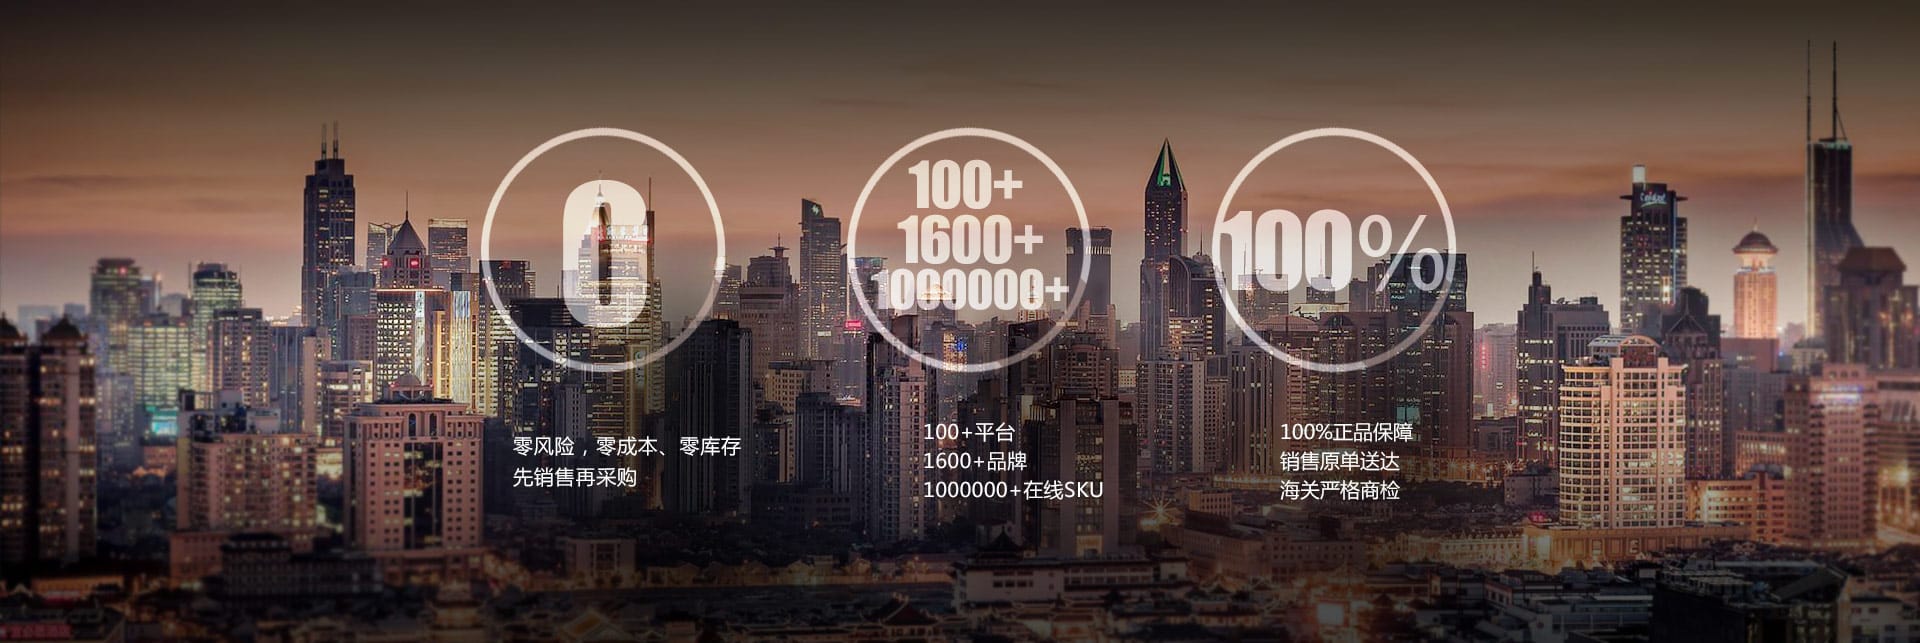 0
零风险，零成本、零库存
先销售再采购
100+
1600+
1000000+
100+平台
1600+品牌
1000000+在线SKU
100%
100%正品保障
销售原单送达
海关严格商检